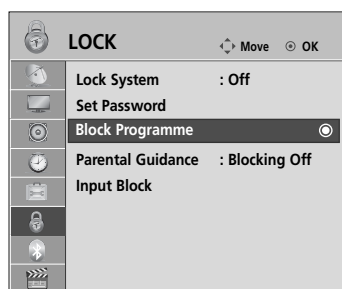 LOCK Move OK
Lock System : Off
Set Password
Block Programme
Parental Guidance : Blocking Off
Input Block